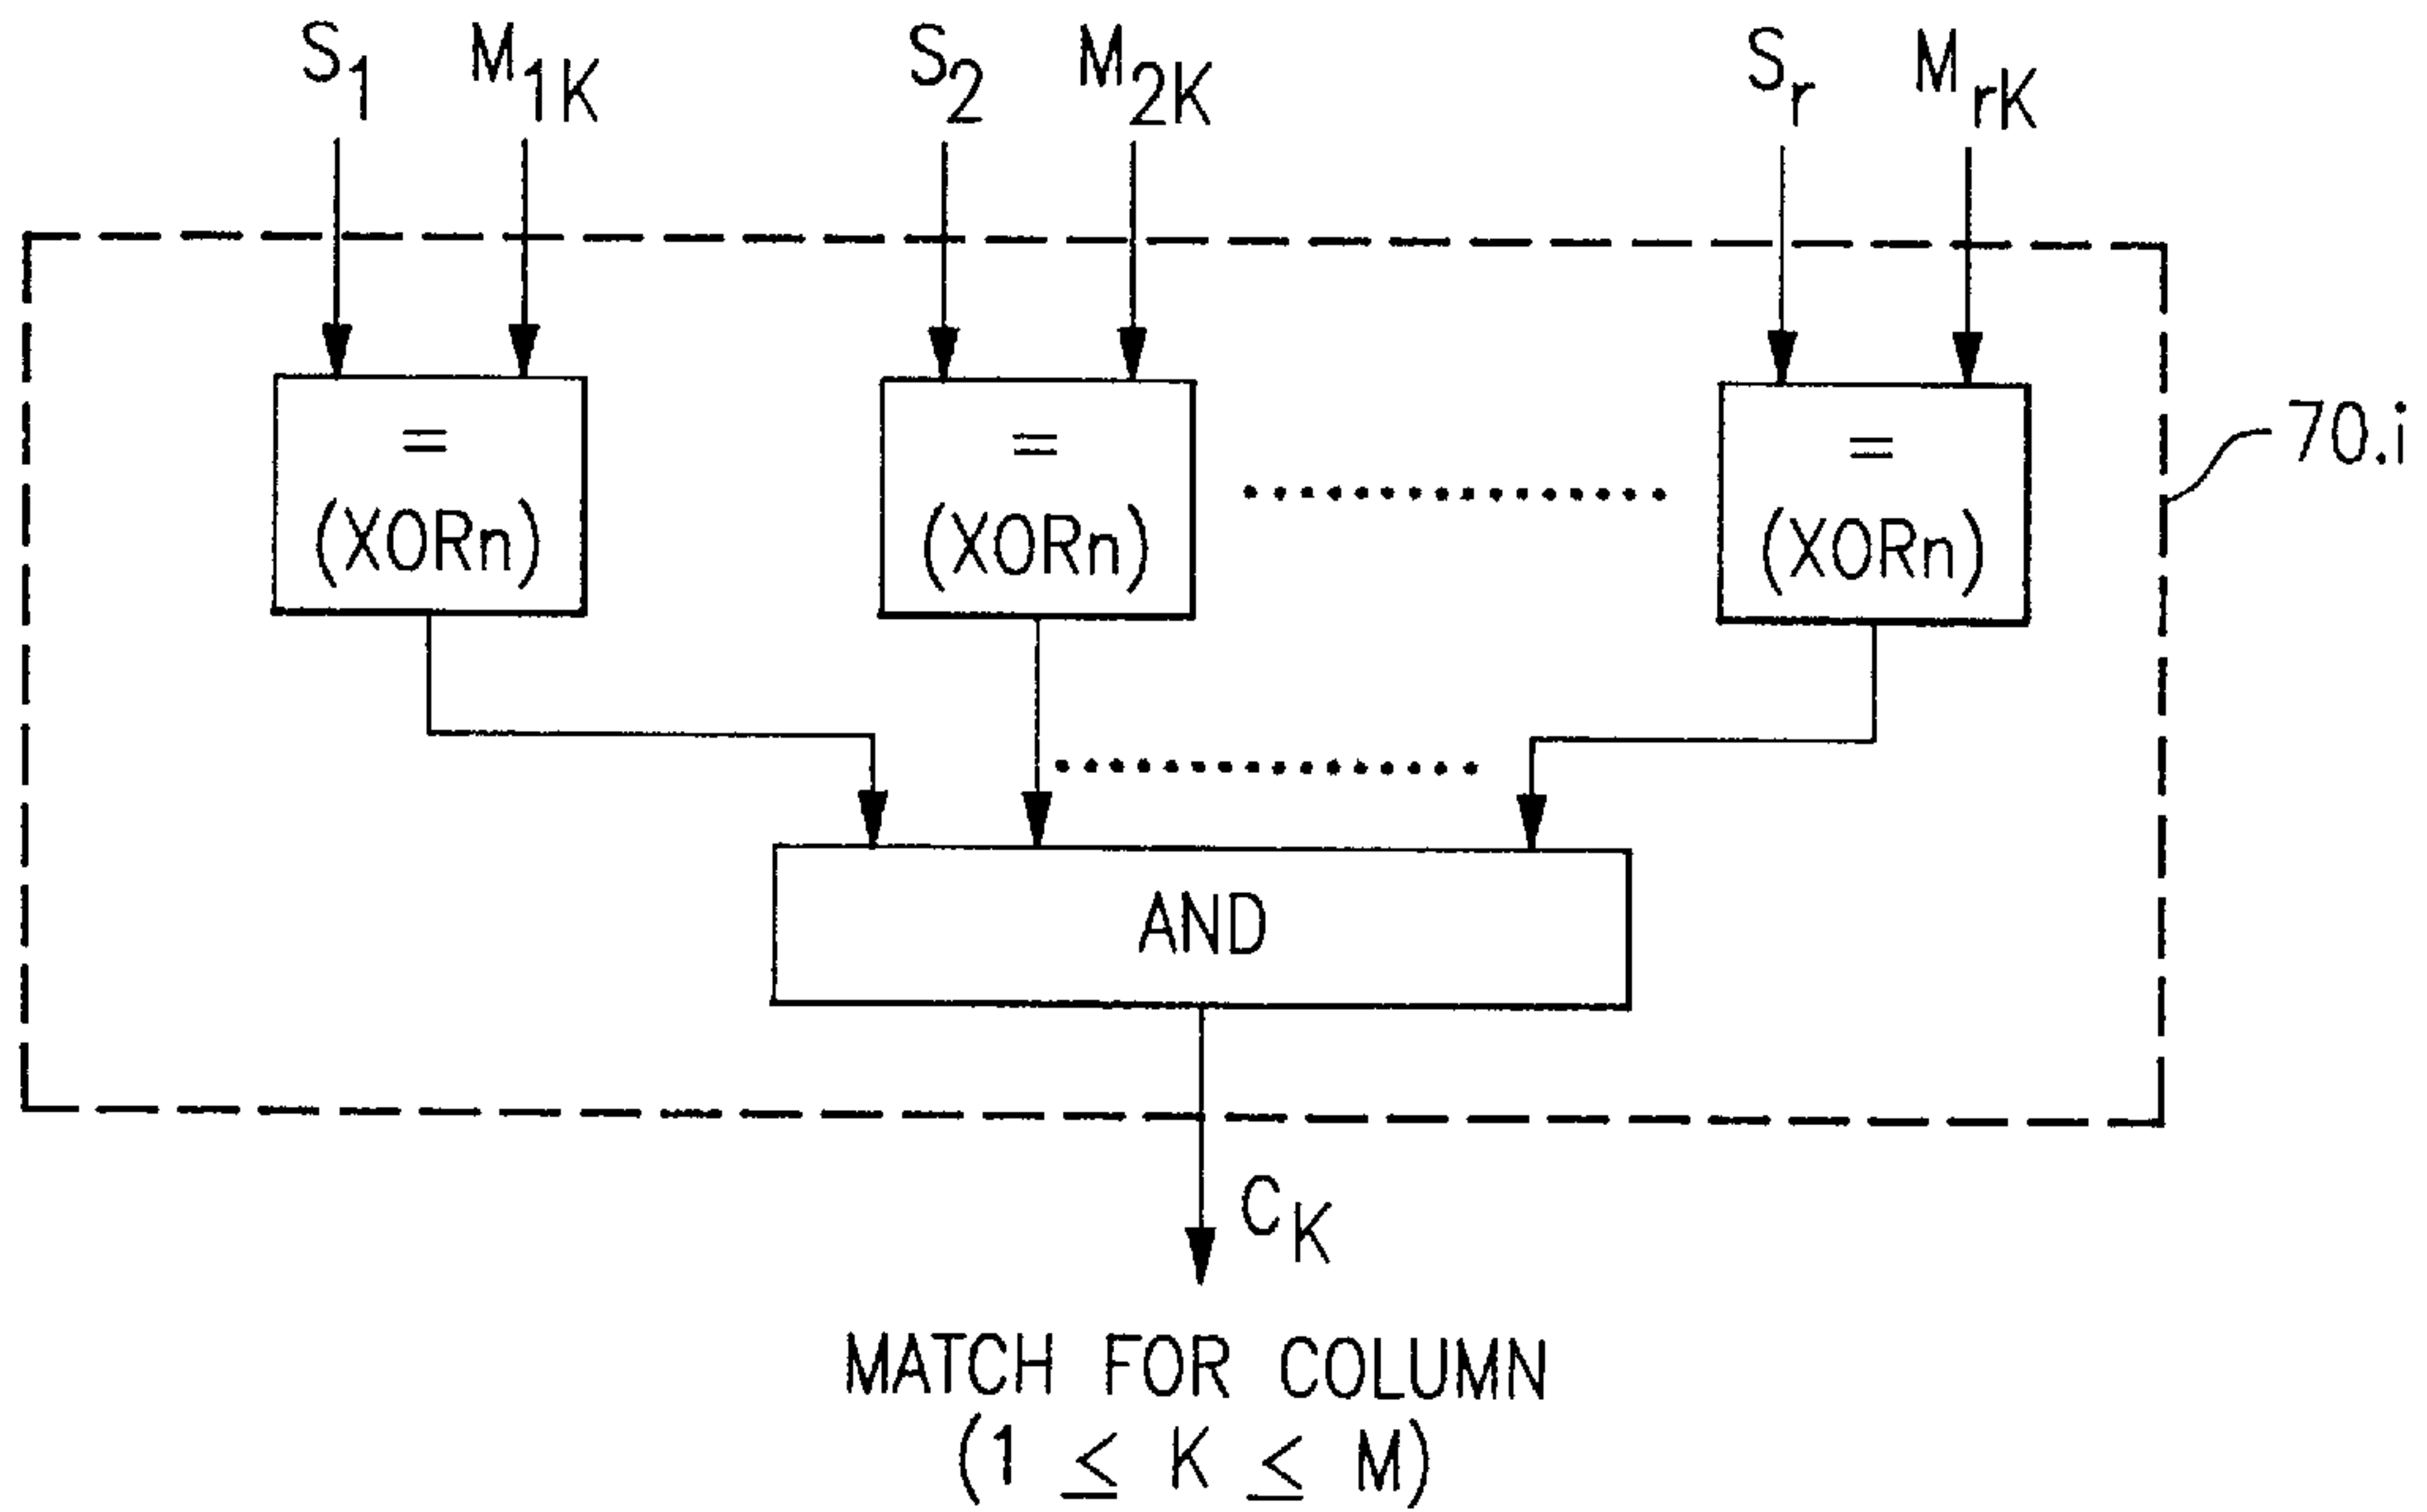 S1 M1K S2 M2K Sr MrK
= = =
(XORn) (XORn) (XORn)
70.i
AND
CK
MATCH FOR COLUMN
(1 ≤ K ≤ M)